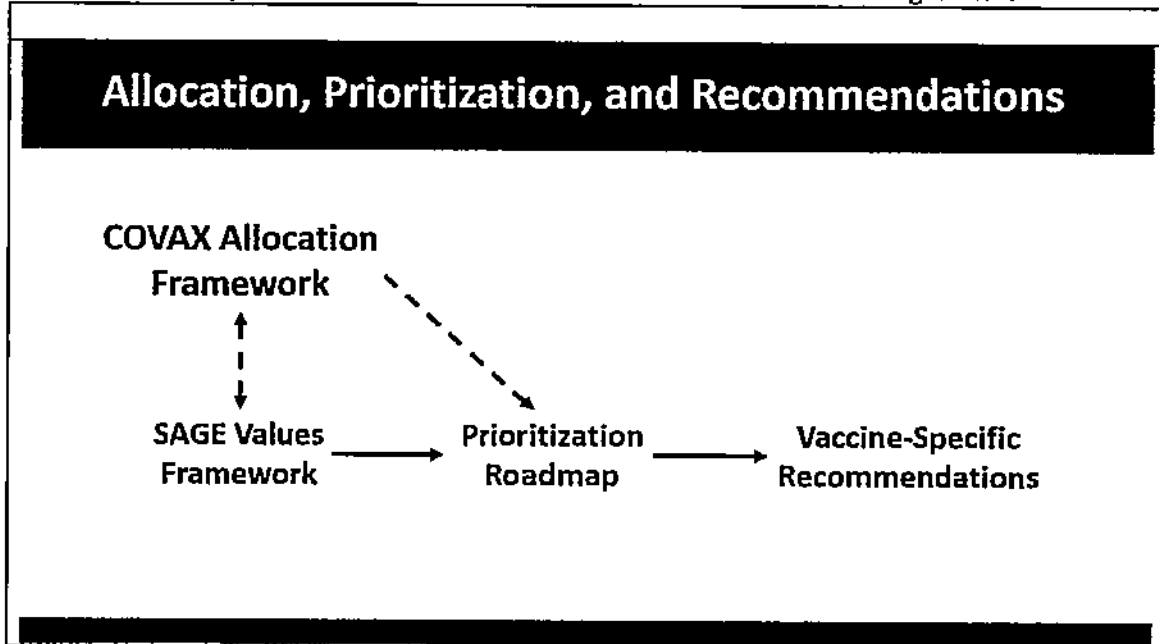 Allocation, Prioritization, and Recommendations
COVAX Allocation
Framework
SAGE Values
Framework
Prioritization
Roadmap
Vaccine-Specific
Recommendations